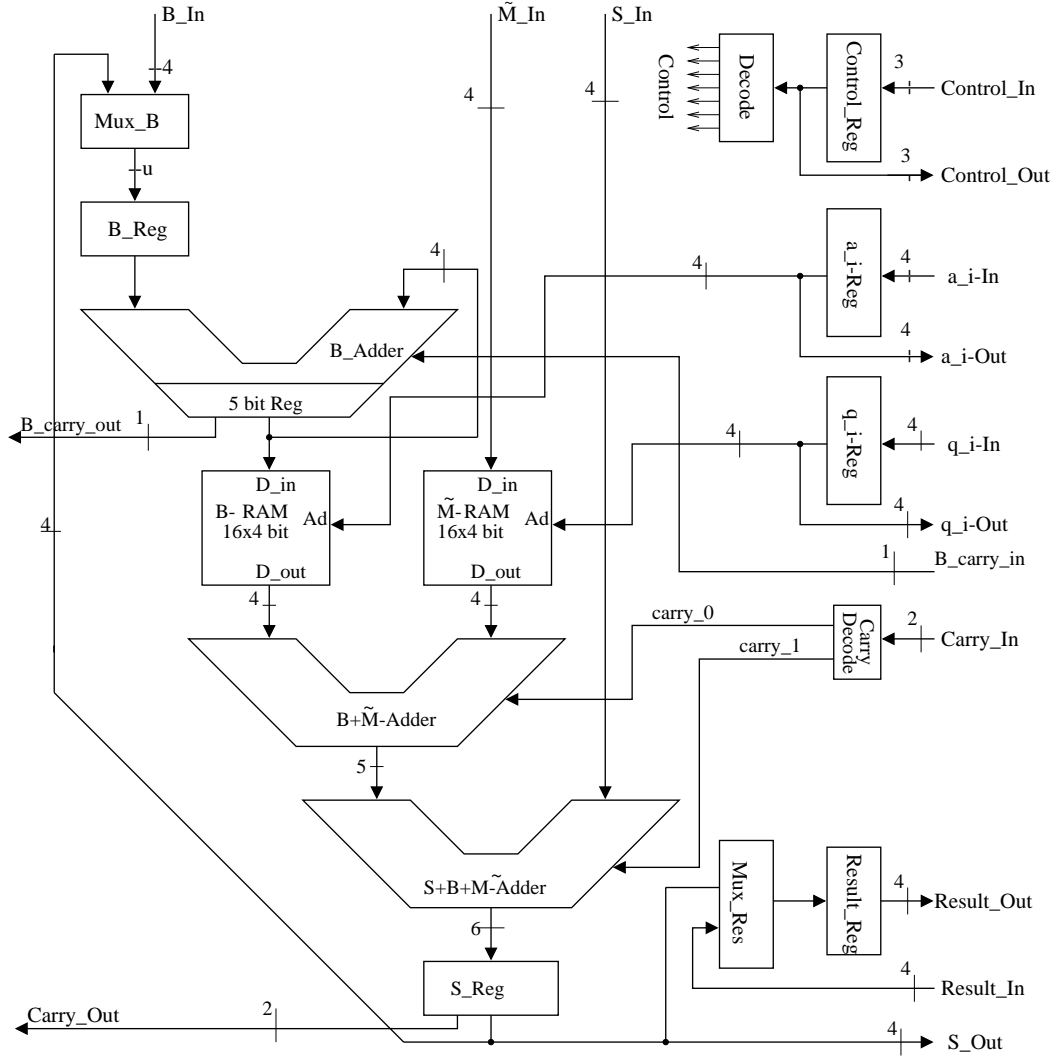 B_In
M̃_In
S_In
4
4
4
Mux_B
u
B_Reg
4
B_Adder
5 bit Reg
B_carry_out
1
Control
Decode
Control_Reg
3
Control_In
3
Control_Out
4
a_i-Reg
4
a_i-In
4
a_i-Out
4
q_i-Reg
4
q_i-In
4
q_i-Out
1
B_carry_in
4
D_in
B- RAM
16x4 bit
Ad
D_out
D_in
M̃-RAM
16x4 bit
Ad
D_out
4
4
carry_0
carry_1
Carry
Decode
2
Carry_In
B+M̃-Adder
5
S+B+M̃-Adder
6
S_Reg
Mux_Res
Result_Reg
4
Result_Out
4
Result_In
Carry_Out
2
4
S_Out